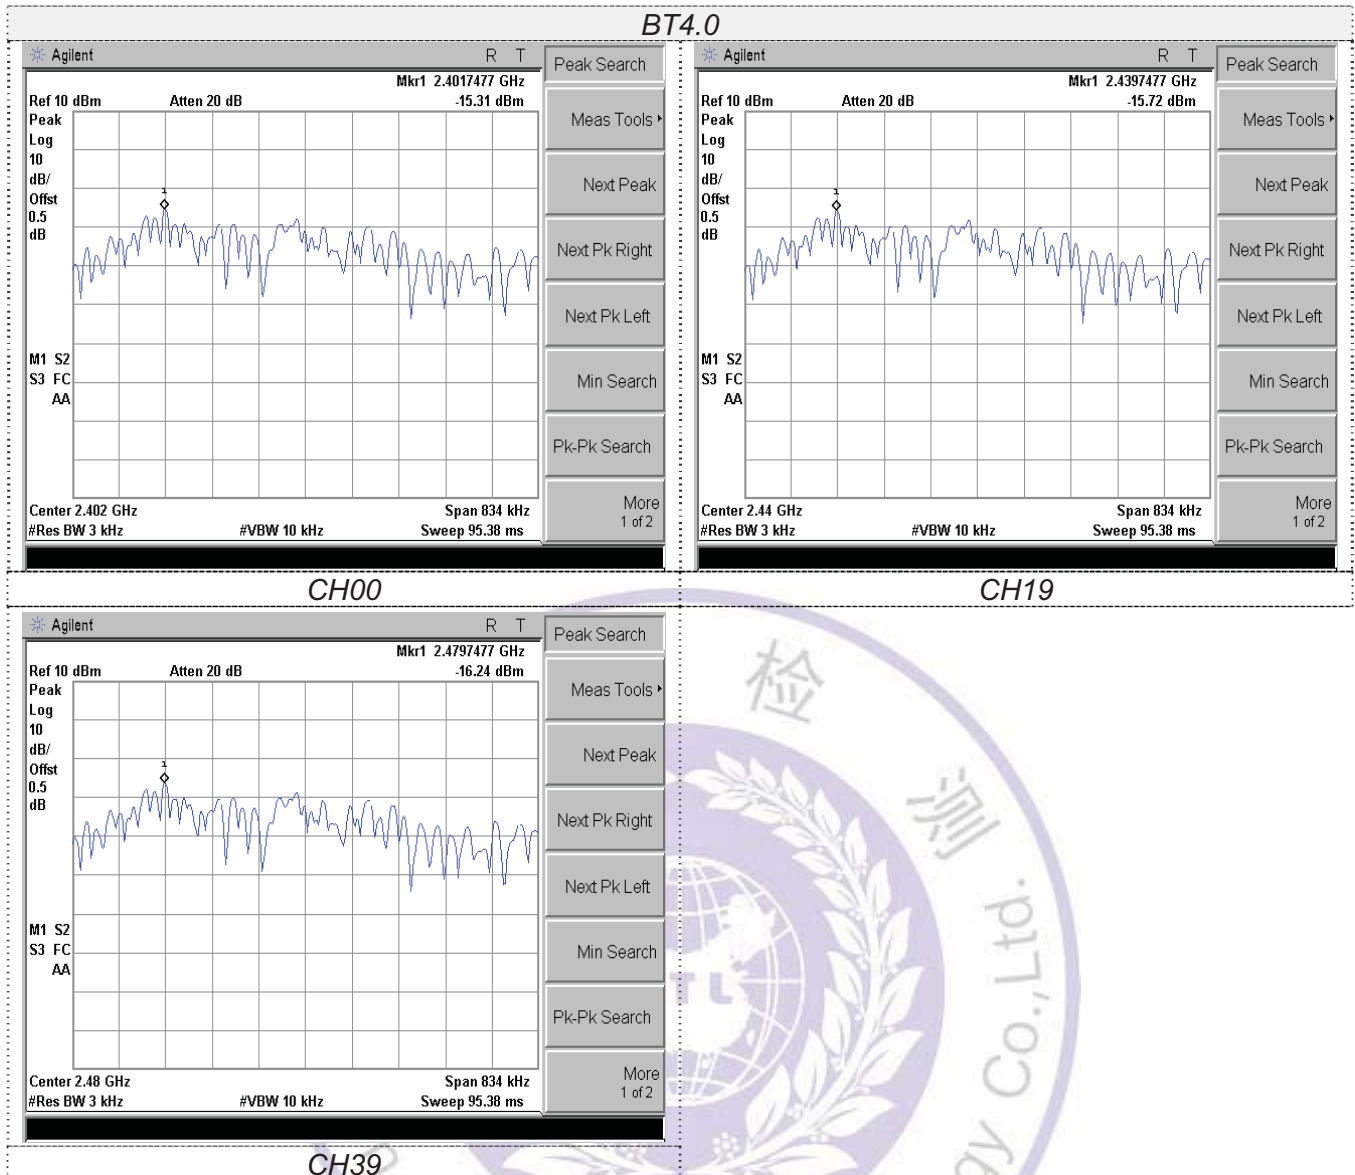 BT4.0
Agilent R T
Peak Search
Mkr1 2.4017477 GHz
Ref 10 dBm Atten 20 dB -15.31 dBm
Peak
Log
10
dB/
Offst
0.5
dB
1
M1 S2
S3 FC
AA
Center 2.402 GHz Span 834 kHz
#Res BW 3 kHz #VBW 10 kHz Sweep 95.38 ms
Meas Tools
Next Peak
Next Pk Right
Next Pk Left
Min Search
Pk-Pk Search
More
1 of 2
CH00
Agilent R T
Peak Search
Mkr1 2.4397477 GHz
Ref 10 dBm Atten 20 dB -15.72 dBm
Peak
Log
10
dB/
Offst
0.5
dB
1
M1 S2
S3 FC
AA
Center 2.44 GHz Span 834 kHz
#Res BW 3 kHz #VBW 10 kHz Sweep 95.38 ms
Meas Tools
Next Peak
Next Pk Right
Next Pk Left
Min Search
Pk-Pk Search
More
1 of 2
CH19
Agilent R T
Peak Search
Mkr1 2.4797477 GHz
Ref 10 dBm Atten 20 dB -16.24 dBm
Peak
Log
10
dB/
Offst
0.5
dB
1
M1 S2
S3 FC
AA
Center 2.48 GHz Span 834 kHz
#Res BW 3 kHz #VBW 10 kHz Sweep 95.38 ms
Meas Tools
Next Peak
Next Pk Right
Next Pk Left
Min Search
Pk-Pk Search
More
1 of 2
CH39
检测
gy Co.,Ltd.